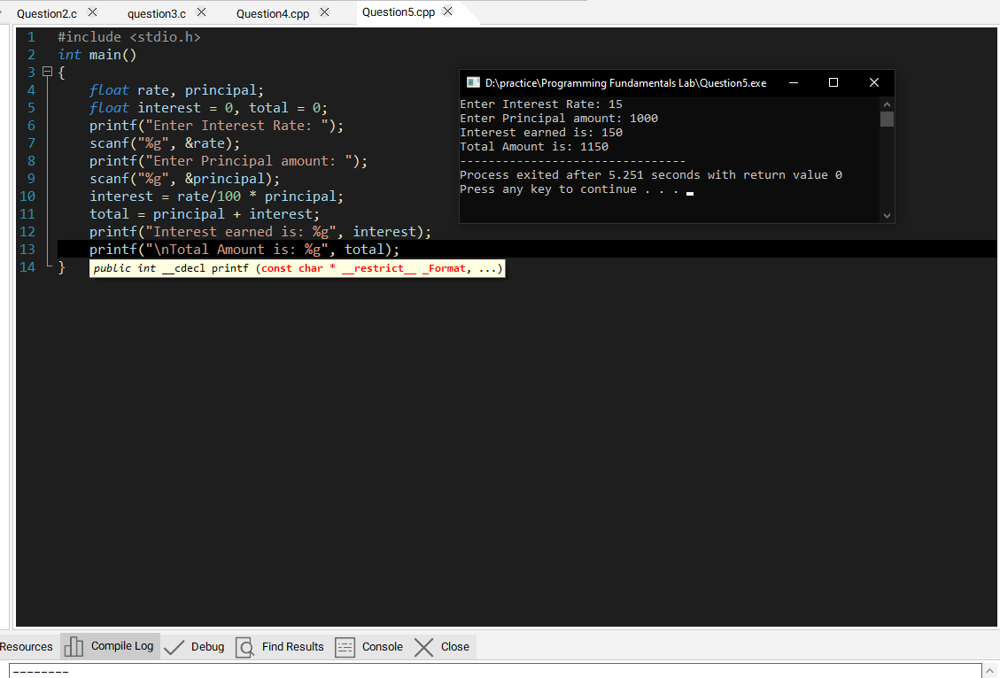 Question2.c question3.c Question4.cpp Question5.cpp
1 #include <stdio.h>
2 int main()
3 {
4 float rate, principal;
5 float interest = 0, total = 0;
6 printf("Enter Interest Rate: ");
7 scanf("%g", &rate);
8 printf("Enter Principal amount: ");
9 scanf("%g", &principal);
10 interest = rate/100 * principal;
11 total = principal + interest;
12 printf("Interest earned is: %g", interest);
13 printf("\nTotal Amount is: %g", total);
14 }
public int __cdecl printf (const char * __restrict__ _Format, ...)
D:\practice\Programming Fundamentals Lab\Question5.exe
Enter Interest Rate: 15
Enter Principal amount: 1000
Interest earned is: 150
Total Amount is: 1150
--------------------------------
Process exited after 5.251 seconds with return value 0
Press any key to continue . . .
Resources Compile Log Debug Find Results Console Close
--------